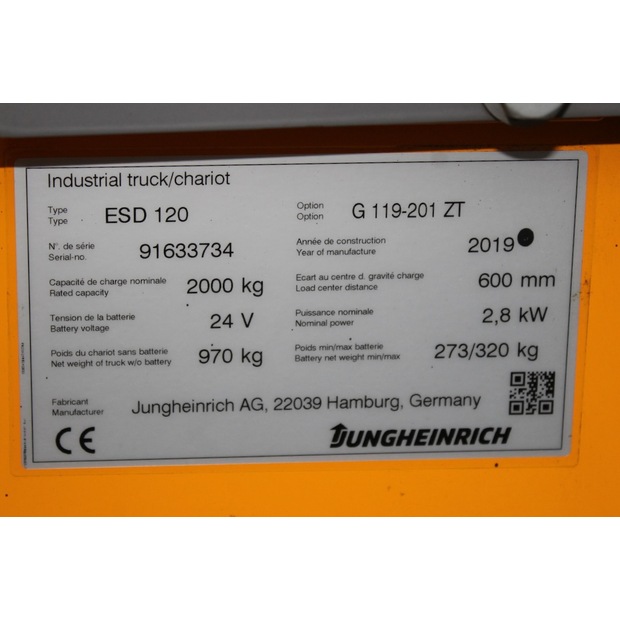 Industrial truck/chariot
Type
Type
ESD 120
Option
Option
G 119-201 ZT
N°. de série
Serial-no.
91633734
Année de construction
Year of manufacture
2019
Capacité de charge nominale
Rated capacity
2000 kg
Ecart au centre d. gravité charge
Load center distance
600 mm
Tension de la batterie
Battery voltage
24 V
Puissance nominale
Nominal power
2,8 kW
Poids du chariot sans batterie
Net weight of truck w/o battery
970 kg
Poids min/max batterie
Battery net weight min/max
273/320 kg
Fabricant
Manufacturer
Jungheinrich AG, 22039 Hamburg, Germany
CE
JUNGHEINRICH